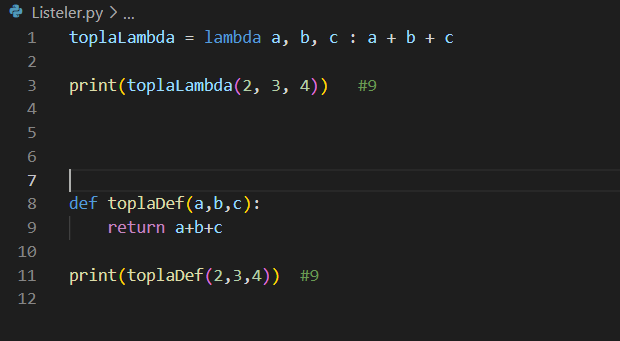 Listeler.py > ...
1 toplaLambda = lambda a, b, c : a + b + c
2
3 print(toplaLambda(2, 3, 4))   #9
4
5
6
7
8 def toplaDef(a,b,c):
9     return a+b+c
10
11 print(toplaDef(2,3,4))  #9
12